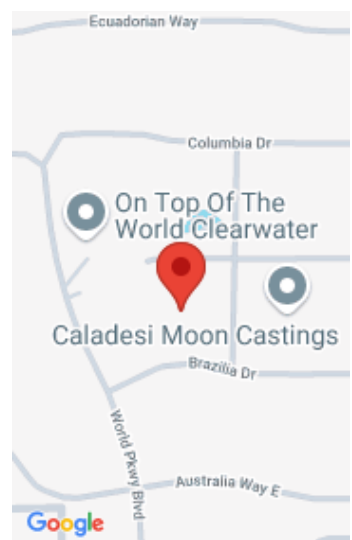 Ecuadorian Way
Columbia Dr
On Top Of The
World Clearwater
Caladesi Moon Castings
Brazilia Dr
World Pkwy Blvd
Australia Way E
Google